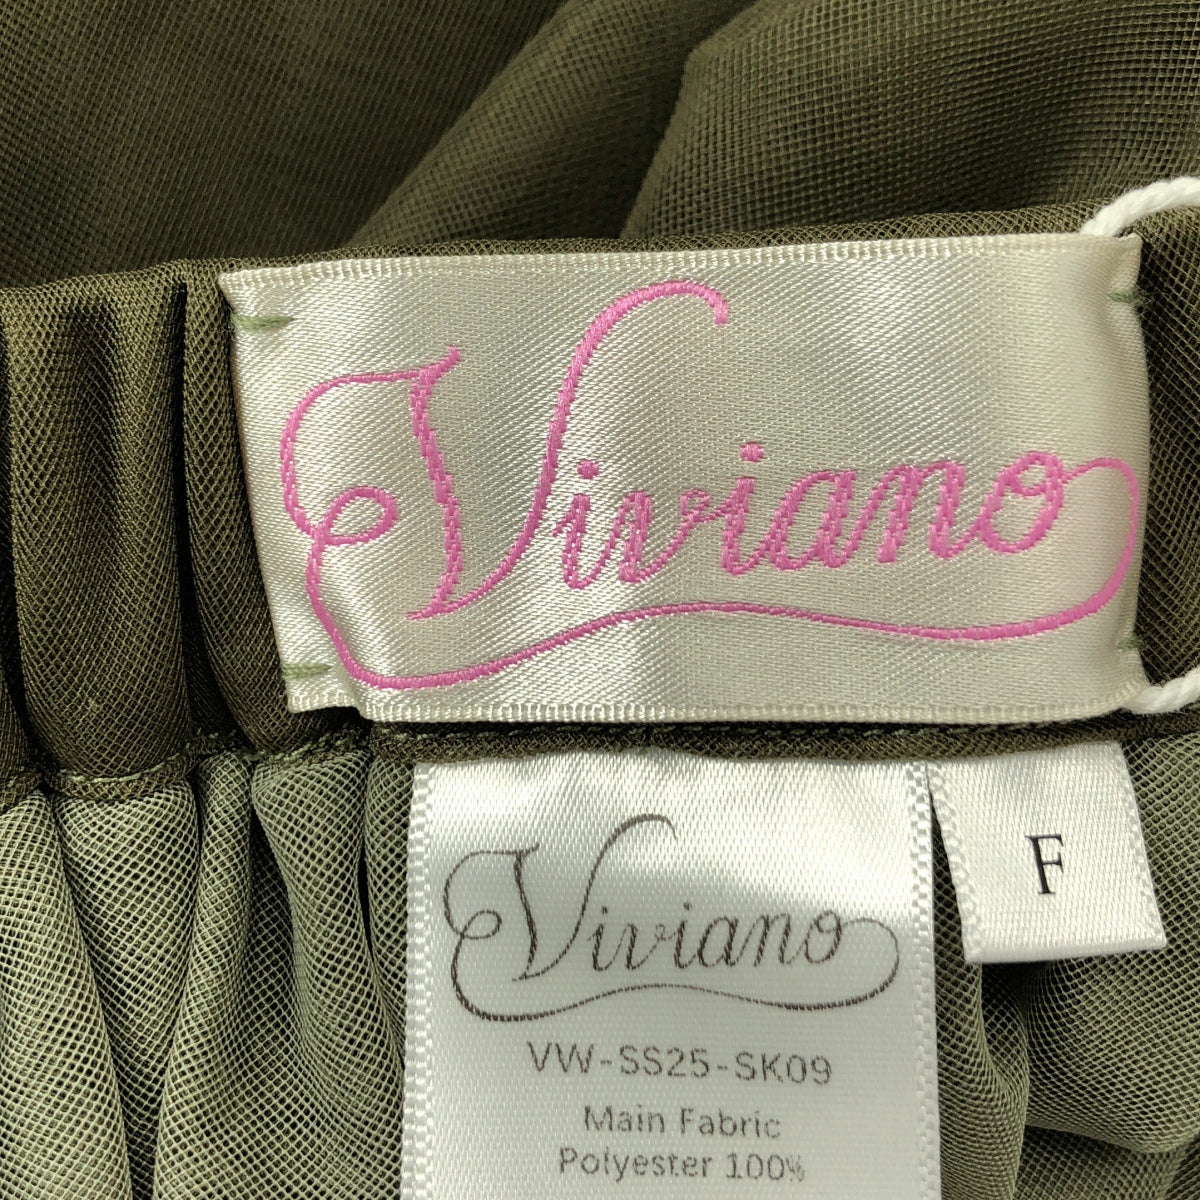 Viviano
F
Viviano
VW-SS25-SK09
Main Fabric
Polyester 100%